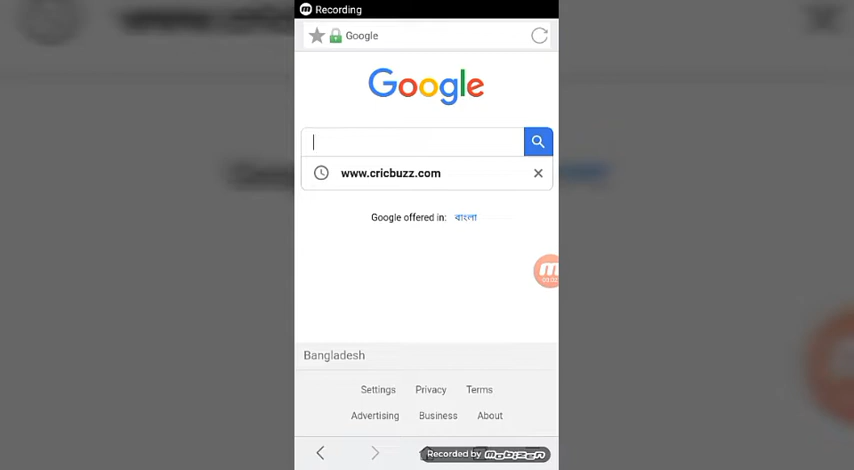 Recording
Google
Google
www.cricbuzz.com
Google offered in: বাংলা
Bangladesh
Settings Privacy Terms
Advertising Business About
Recorded by MOBIZEN